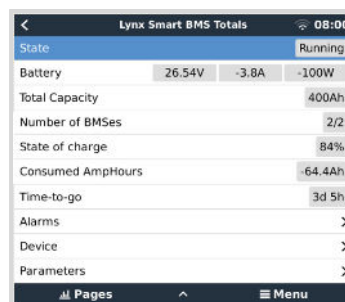 Lynx Smart BMS Totals 08:00
State Running
Battery 26.54V -3.8A -100W
Total Capacity 400Ah
Number of BMSes 2/2
State of charge 84%
Consumed AmpHours -64.4Ah
Time-to-go 3d 5h
Alarms
Device
Parameters
Pages Menu